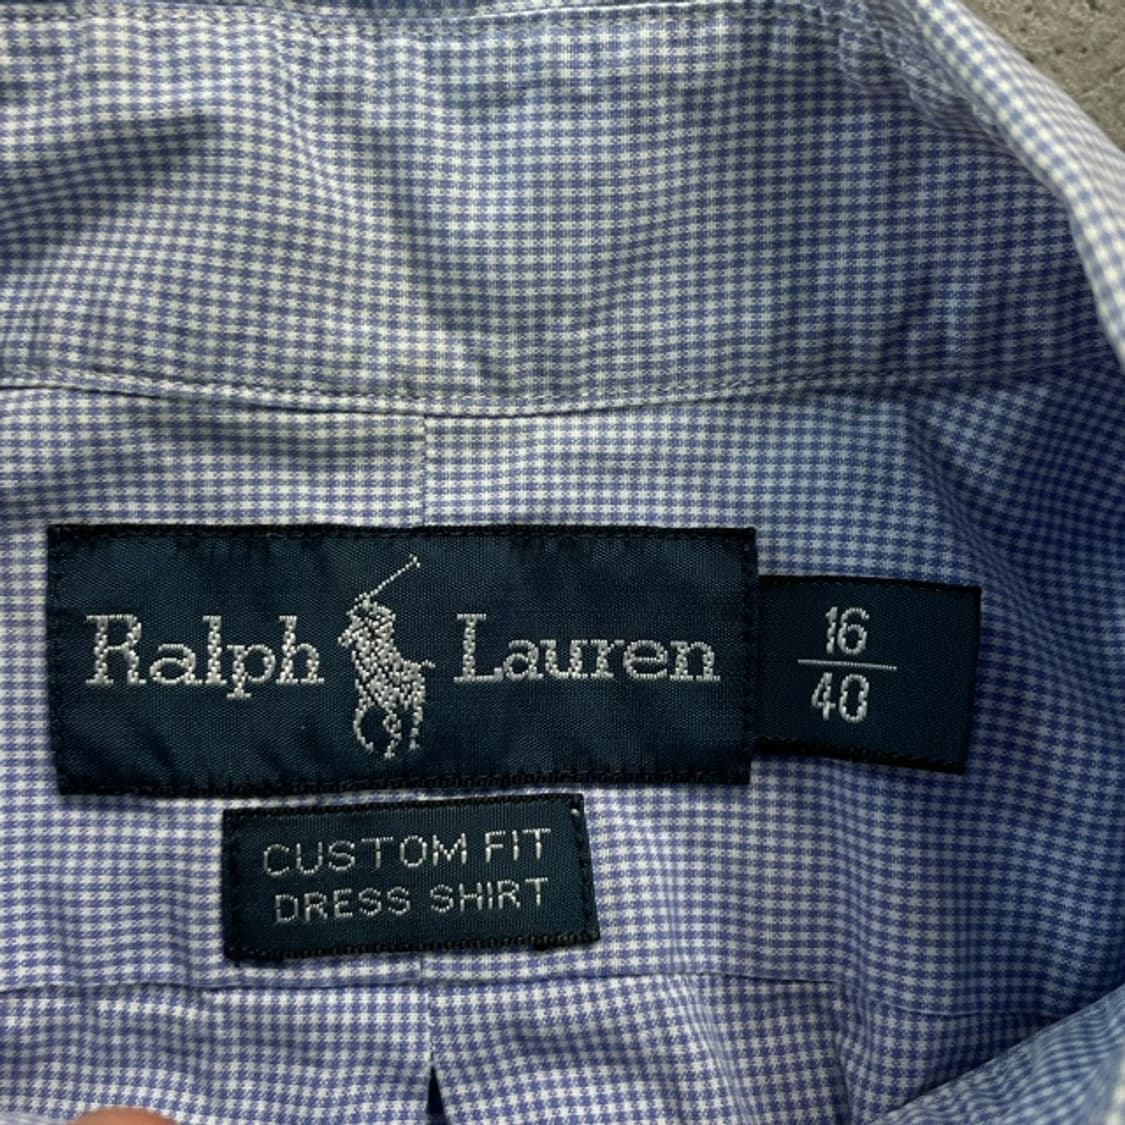 Ralph Lauren
16
40
CUSTOM FIT
DRESS SHIRT